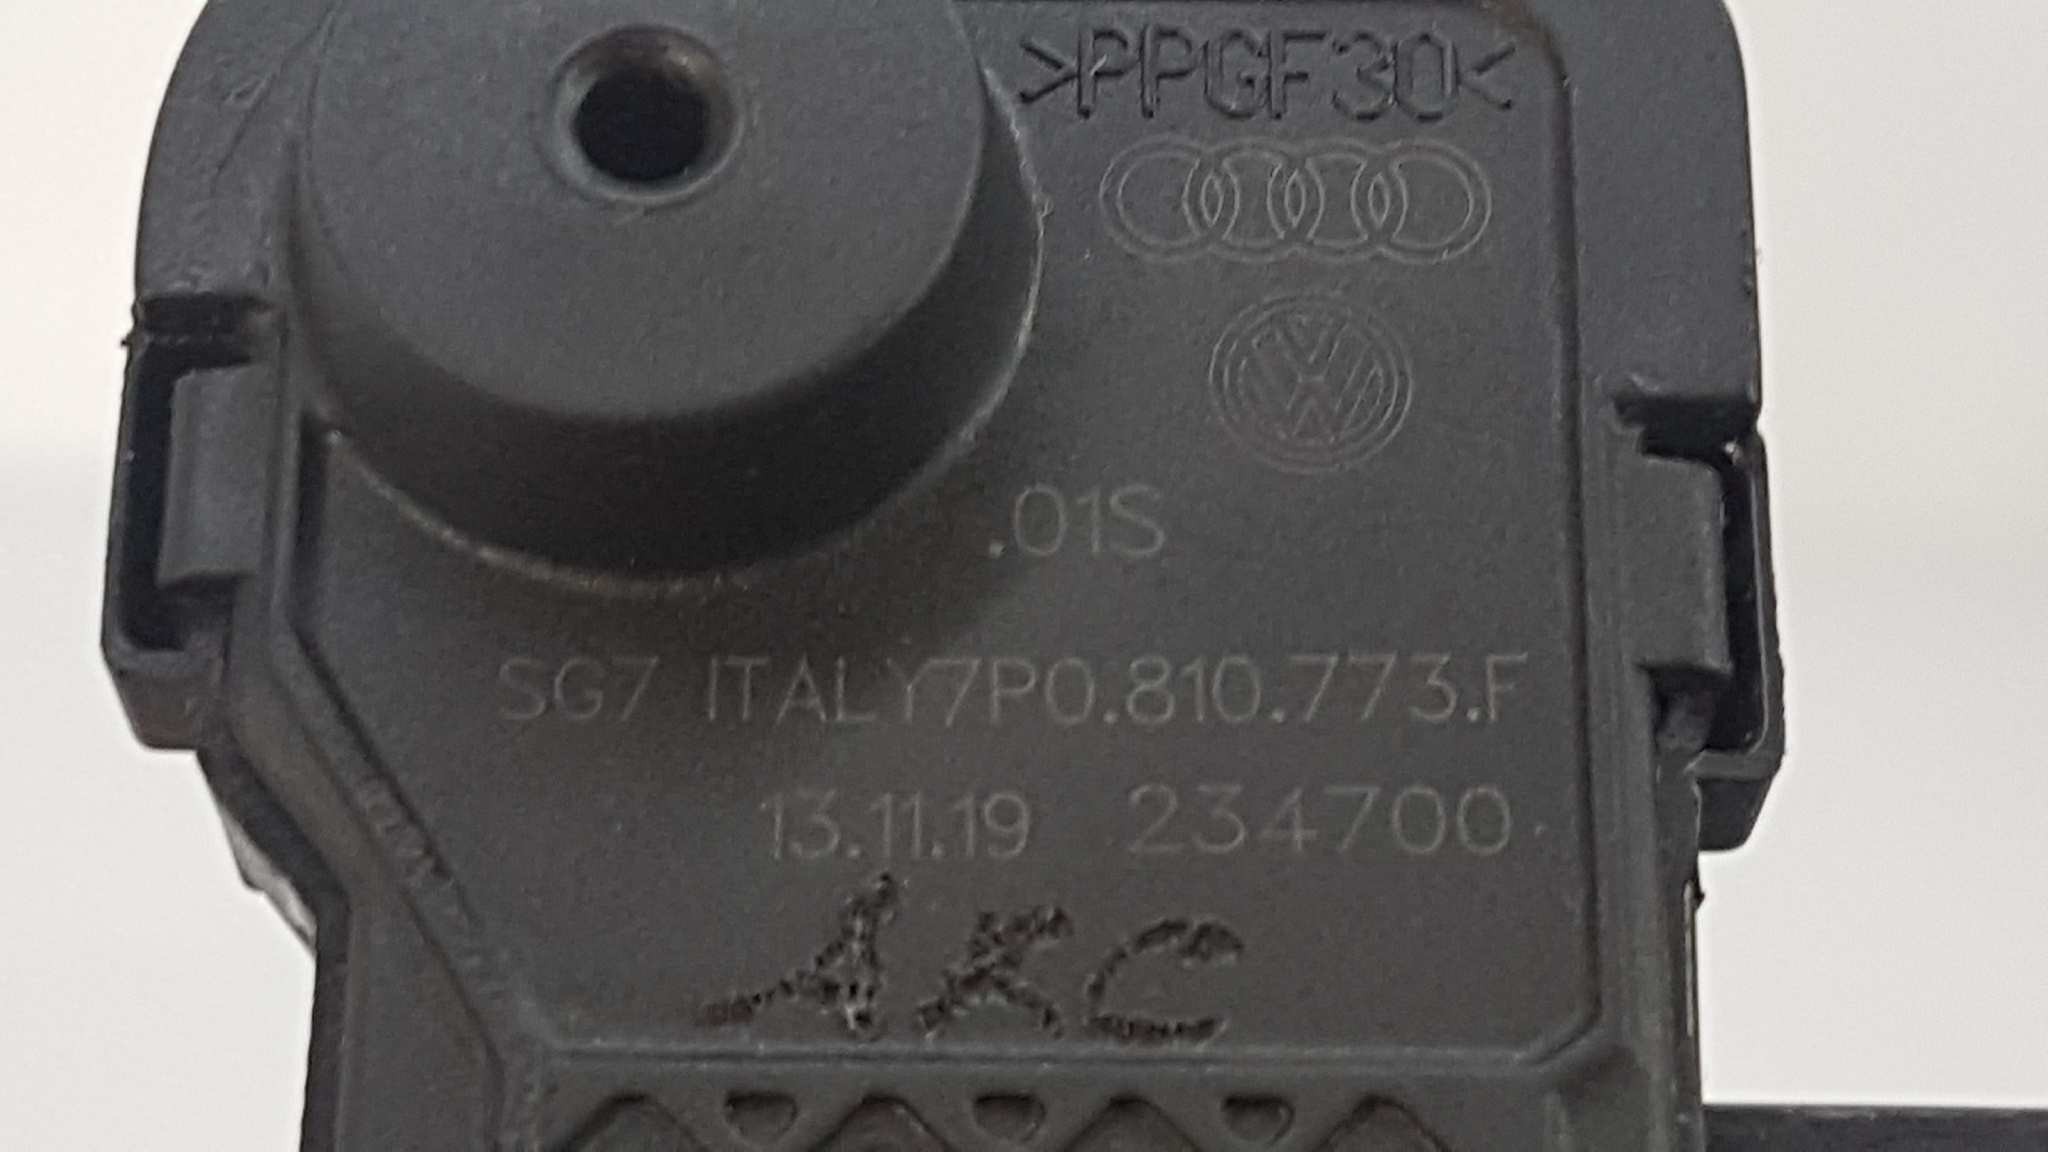 >PPGF30<
.01S
SG7 ITALY7P0.810.773.F
13.11.19 234700
AKC